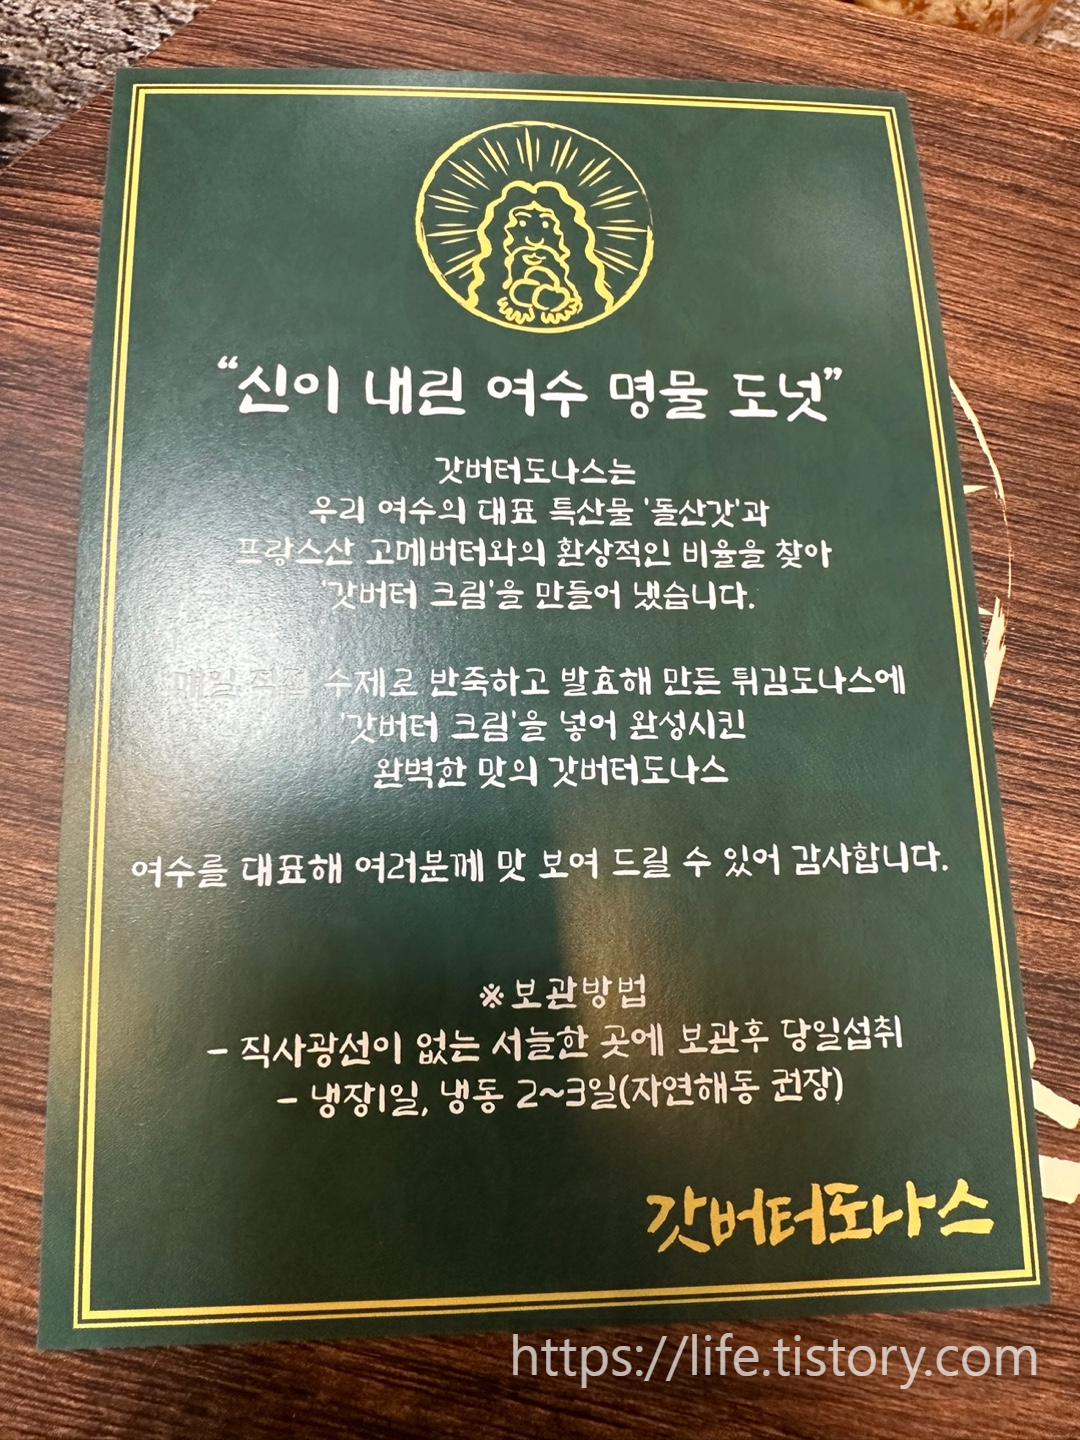 “신이 내린 여수 명물 도넛”
갓버터도나스는
우리 여수의 대표 특산물 '돌산갓'과
프랑스산 고메버터와의 환상적인 비율을 찾아
'갓버터 크림'을 만들어 냈습니다.
매일 직접 수제로 반죽하고 발효해 만든 튀김도나스에
'갓버터 크림'을 넣어 완성시킨
완벽한 맛의 갓버터도나스
여수를 대표해 여러분께 맛 보여 드릴 수 있어 감사합니다.
※보관방법
- 직사광선이 없는 서늘한 곳에 보관후 당일섭취
- 냉장1일, 냉동 2~3일(자연해동 권장)
갓버터도나스
https://life.tistory.com